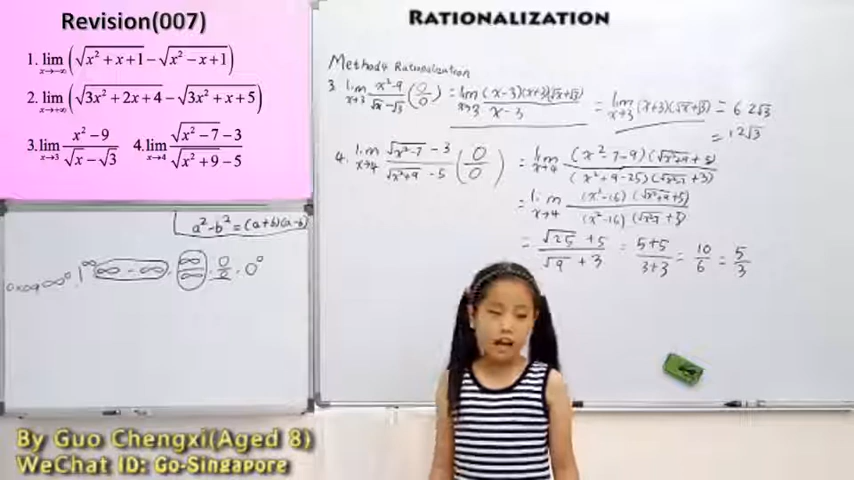 Revision(007)
1. lim x→-∞ (√x² + x + 1 − √x² − x + 1)
2. lim x→+∞ (√3x² + 2x + 4 − √3x² + x + 5)
3. lim x→3 x² − 9 / √x − √3 4. lim x→4 √x² − 7 − 3 / √x² + 9 − 5
a²-b²=(a+b)(a-b)
1^∞ ∞ - ∞ ∞/∞ 0/0 . 0⁰
RATIONALIZATION
Method4 Rationalization
3. lim x→3 x²-9 / √x-√3 (0/0) = lim x→3 (x-3)(x+3)(√x+√3) / x-3 = lim x→3 (x+3)(√x+√3) = 6·2√3
= 12√3
4. lim x→4 √x²-7 - 3 / √x²+9 - 5 (0/0) = lim x→4 (x²-7-9)(√x²+9+5) / (x²+9-25)(√x²-7+3)
= lim x→4 (x²-16)(√x²+9+5) / (x²-16)
= √25 + 5 / √9 + 3 = 5+5 / 3+3 = 10/6 = 5/3
By Guo Chengxi(Aged 8)
WeChat ID: Go-Singapore